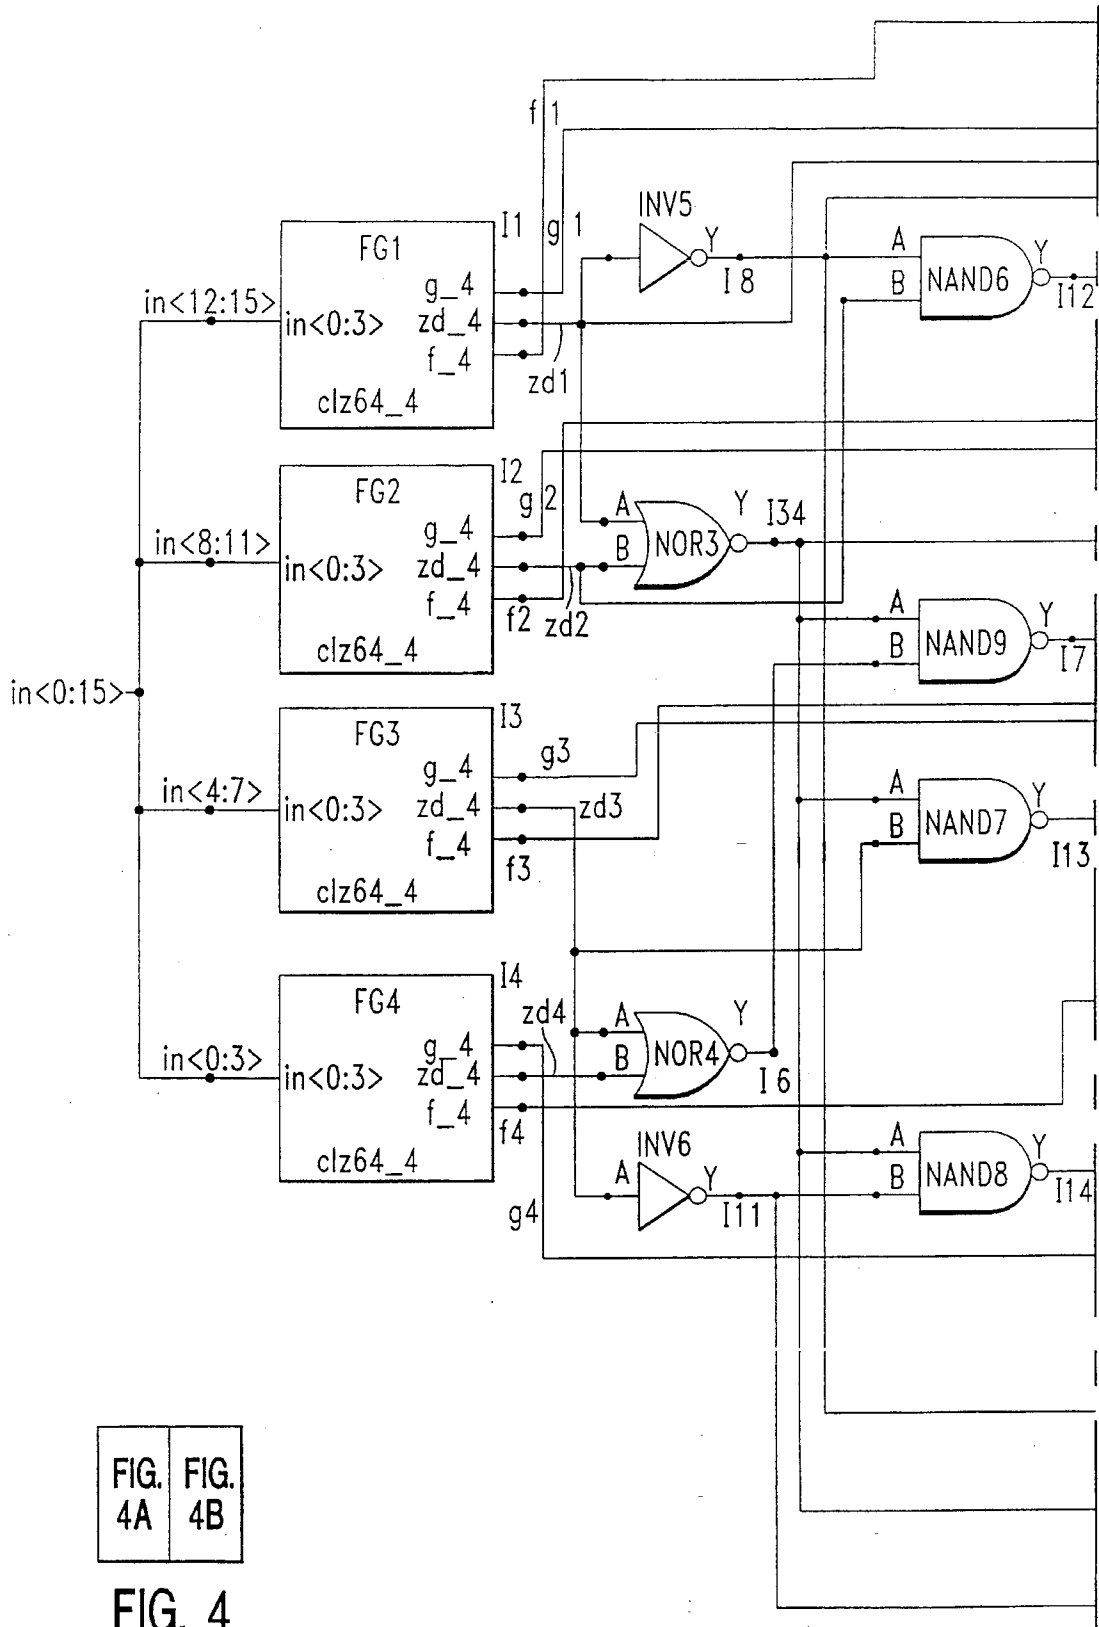 f 1
INV5
I1
g 1
Y
I8
A
B
NAND6
Y
I12
FG1
g_4
in<12:15>
in<0:3>
zd_4
f_4
zd1
clz64_4
I2
FG2
g 2
g_4
in<8:11>
in<0:3>
zd_4
f_4
f2
zd2
clz64_4
A
B
NOR3
Y
I34
A
B
NAND9
Y
I7
in<0:15>
I3
FG3
g_4
g3
in<4:7>
in<0:3>
zd_4
zd3
f_4
f3
clz64_4
A
B
NAND7
Y
I13
I4
FG4
zd4
g_4
in<0:3>
in<0:3>
zd_4
f_4
f4
clz64_4
g4
A
B
NOR4
Y
I6
INV6
A
Y
I11
A
B
NAND8
Y
I14
FIG. 4A
FIG. 4B
FIG. 4